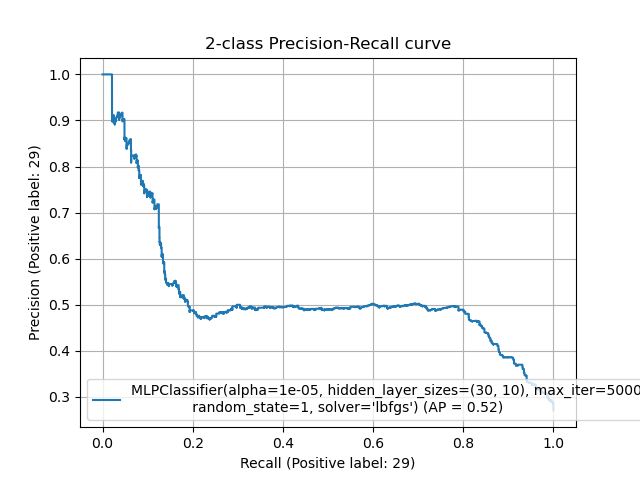 2-class Precision-Recall curve
1.0
0.9
0.8
0.7
0.6
0.5
0.4
0.3
Precision (Positive label: 29)
MLPClassifier(alpha=1e-05, hidden_layer_sizes=(30, 10), max_iter=5000
random_state=1, solver='lbfgs') (AP = 0.52)
0.0 0.2 0.4 0.6 0.8 1.0
Recall (Positive label: 29)